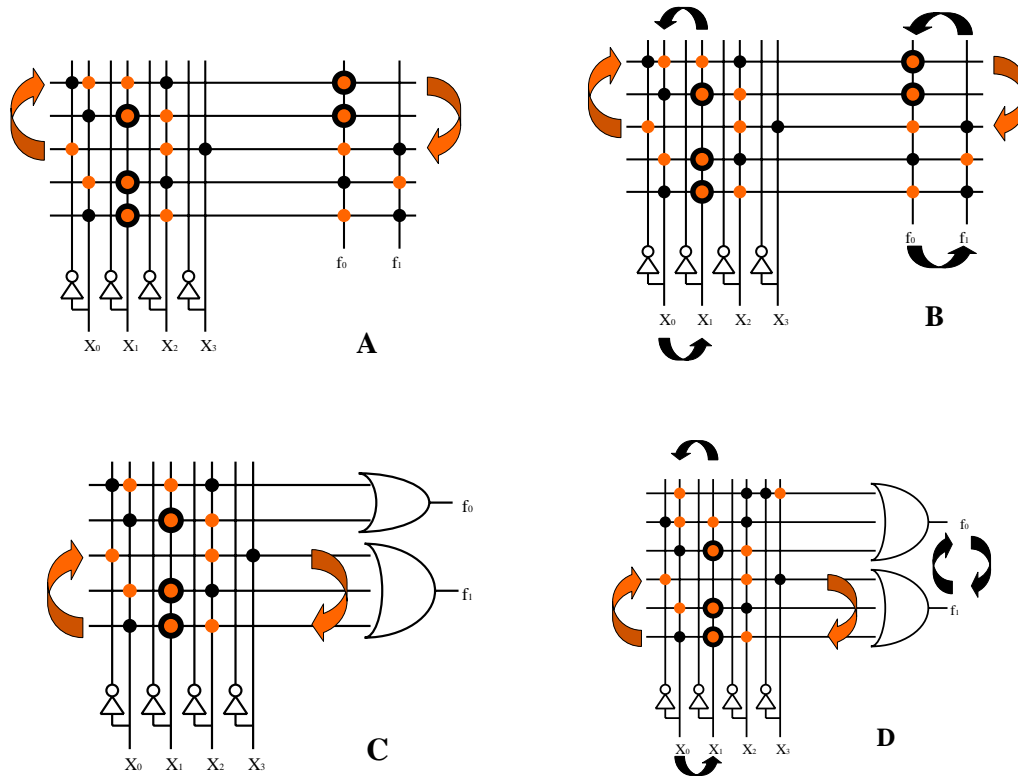 f₀ f₁
X₀ X₁ X₂ X₃
A
f₀ f₁
X₀ X₁ X₂ X₃
B
f₀
f₁
X₀ X₁ X₂ X₃
C
f₀
f₁
X₀ X₁ X₂ X₃
D